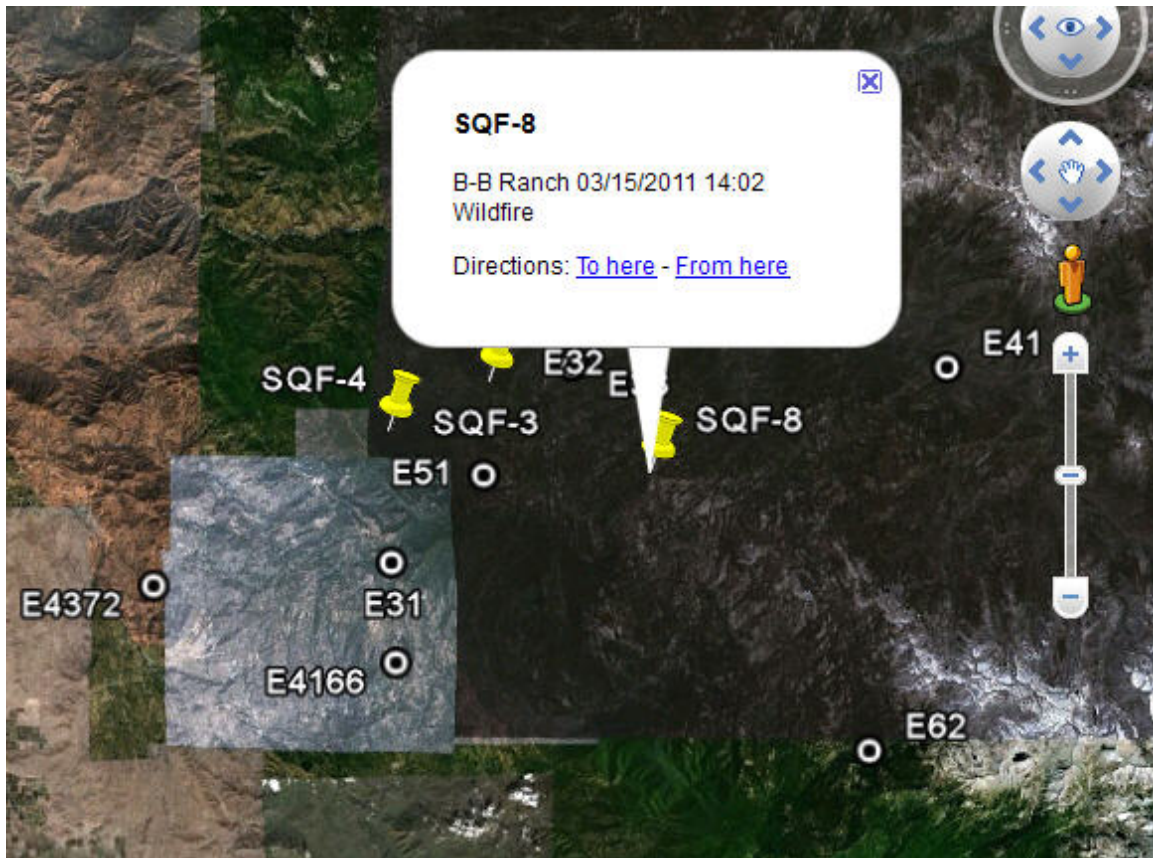 SQF-8
B-B Ranch 03/15/2011 14:02
Wildfire
Directions: To here - From here
E41
E32
SQF-4
SQF-3
SQF-8
E51
E4372
E31
E4166
E62